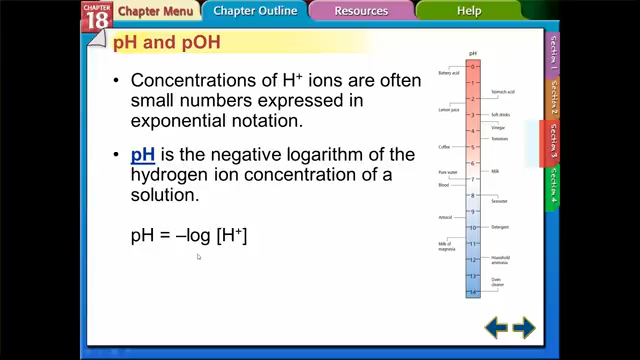 CHAPTER
18
Chapter Menu
Chapter Outline
Resources
Help
pH and pOH
• Concentrations of H+ ions are often
small numbers expressed in
exponential notation.
• pH is the negative logarithm of the
hydrogen ion concentration of a
solution.
pH = –log [H+]
pH
0
Battery acid
1
Stomach acid
2
Lemon juice
3
Soft drinks
Vinegar
4
Tomatoes
Coffee
5
6
Pure water
Milk
7
Blood
8
Seawater
9
Antacid
10
Detergent
Milk of
magnesia
11
12
Household
ammonia
13
Oven
cleaner
14
Section 1
Section 2
Section 3
Section 4